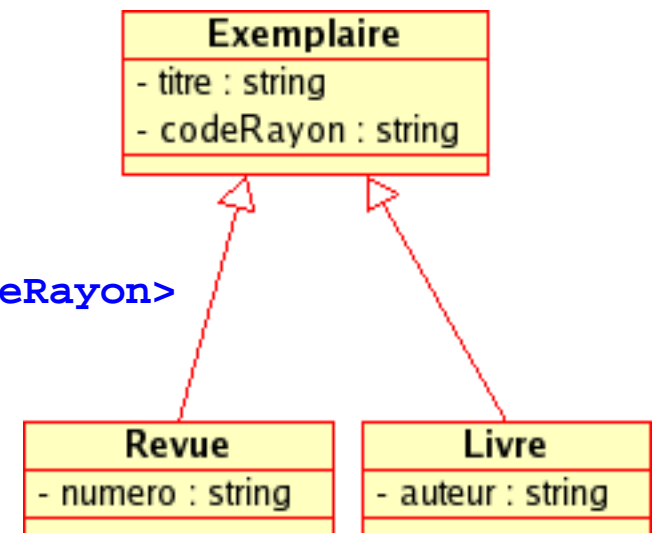 Exemplaire
- titre : string
- codeRayon : string
eRayon>
Revue
- numero : string
Livre
- auteur : string